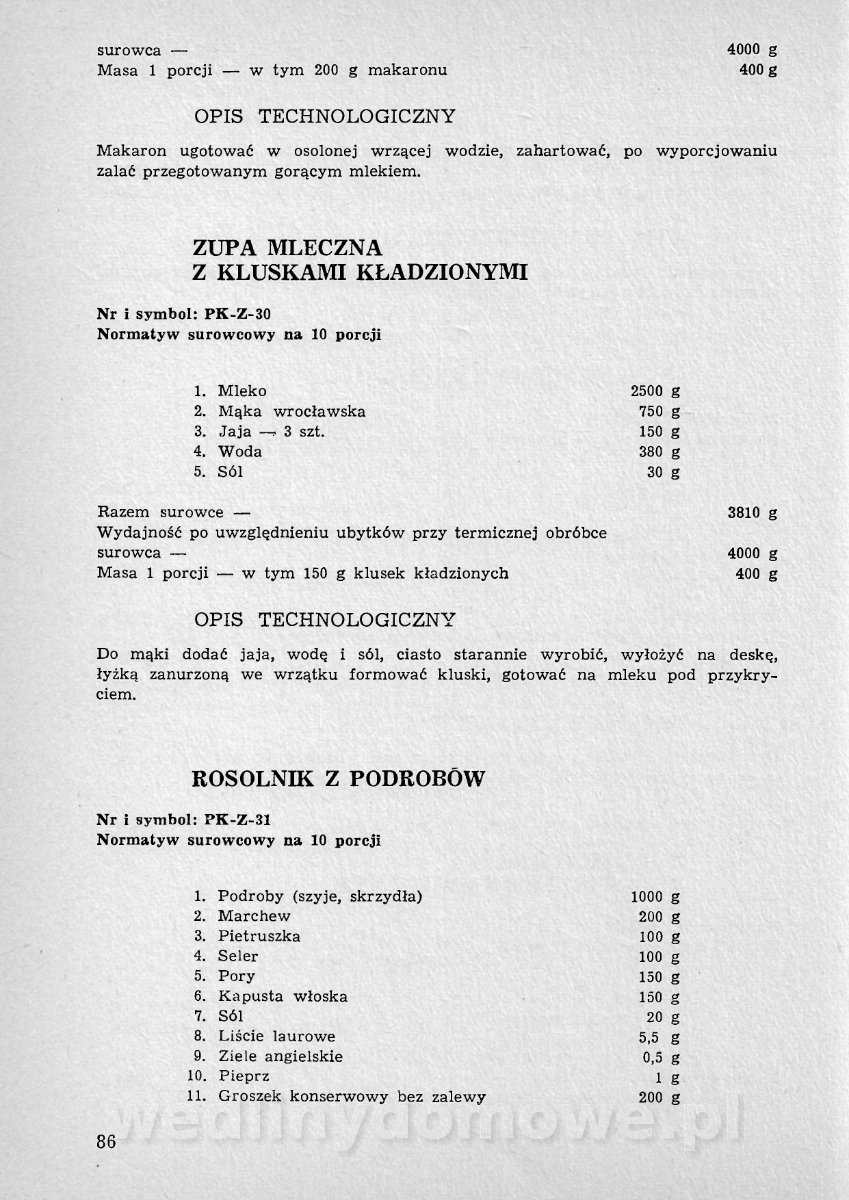 surowca — 4000 g
Masa 1 porcji — w tym 200 g makaronu 400 g
OPIS TECHNOLOGICZNY
Makaron ugotować w osolonej wrzącej wodzie, zahartować, po wyporcjowaniu
zalać przegotowanym gorącym mlekiem.
ZUPA MLECZNA
Z KLUSKAMI KŁADZIONYMI
Nr i symbol: PK-Z-30
Normatyw surowcowy na 10 porcji
1. Mleko 2500 g
2. Mąka wrocławska 750 g
3. Jaja — 3 szt. 150 g
4. Woda 380 g
5. Sól 30 g
Razem surowce — 3810 g
Wydajność po uwzględnieniu ubytków przy termicznej obróbce
surowca — 4000 g
Masa 1 porcji — w tym 150 g klusek kładzionych 400 g
OPIS TECHNOLOGICZNY
Do mąki dodać jaja, wodę i sól, ciasto starannie wyrobić, wyłożyć na deskę,
łyżką zanurzoną we wrzątku formować kluski, gotować na mleku pod przykry-
ciem.
ROSOLNIK Z PODROBÓW
Nr i symbol: PK-Z-31
Normatyw surowcowy na 10 porcji
1. Podroby (szyje, skrzydła) 1000 g
2. Marchew 200 g
3. Pietruszka 100 g
4. Seler 100 g
5. Pory 150 g
6. Kapusta włoska 150 g
7. Sól 20 g
8. Liście laurowe 5,5 g
9. Ziele angielskie 0,5 g
10. Pieprz 1 g
11. Groszek konserwowy bez zalewy 200 g
wedlinydomowe.pl
86